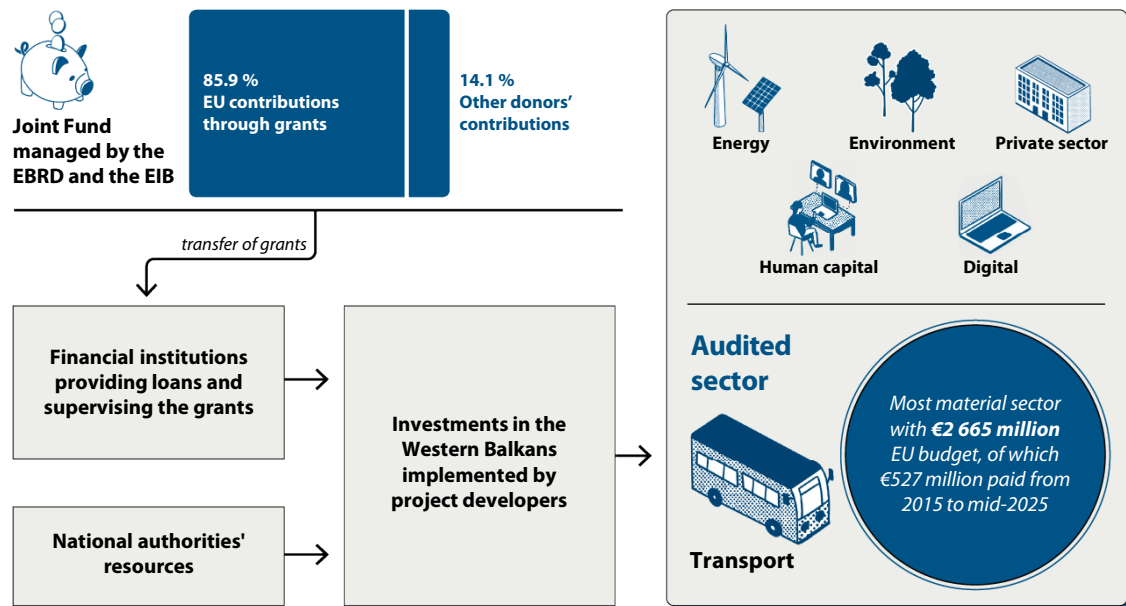 Joint Fund
managed by the
EBRD and the EIB
85.9 %
EU contributions
through grants
14.1 %
Other donors’
contributions
transfer of grants
Financial institutions
providing loans and
supervising the grants
National authorities'
resources
Investments in the
Western Balkans
implemented by
project developers
Energy
Environment
Private sector
Human capital
Digital
Audited
sector
Transport
Most material sector
with €2 665 million
EU budget, of which
€527 million paid from
2015 to mid-2025